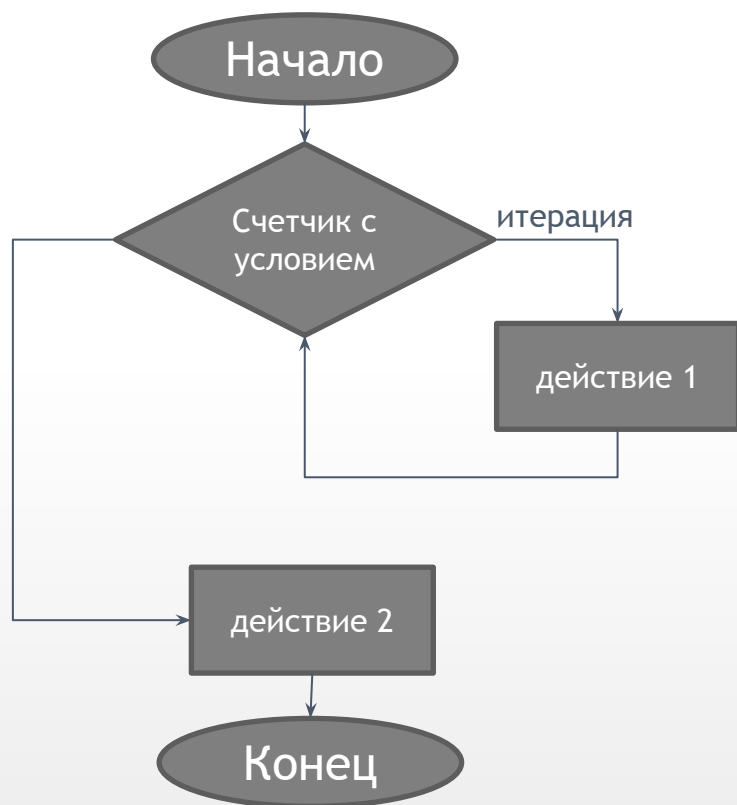 Начало
Счетчик с
условием
итерация
действие 1
действие 2
Конец